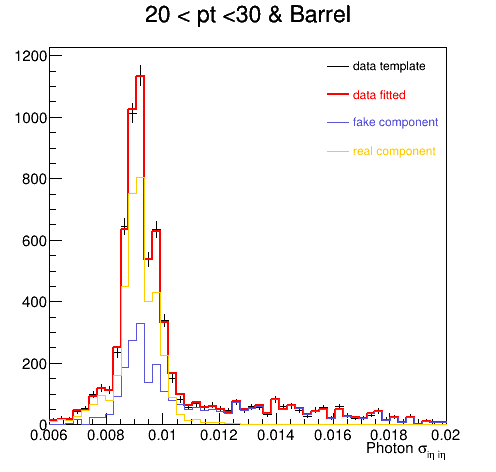 20 < pt <30 & Barrel
1200
1000
800
600
400
200
0
data template
data fitted
fake component
real component
0.006 0.008 0.01 0.012 0.014 0.016 0.018 0.02
Photon σiη iη